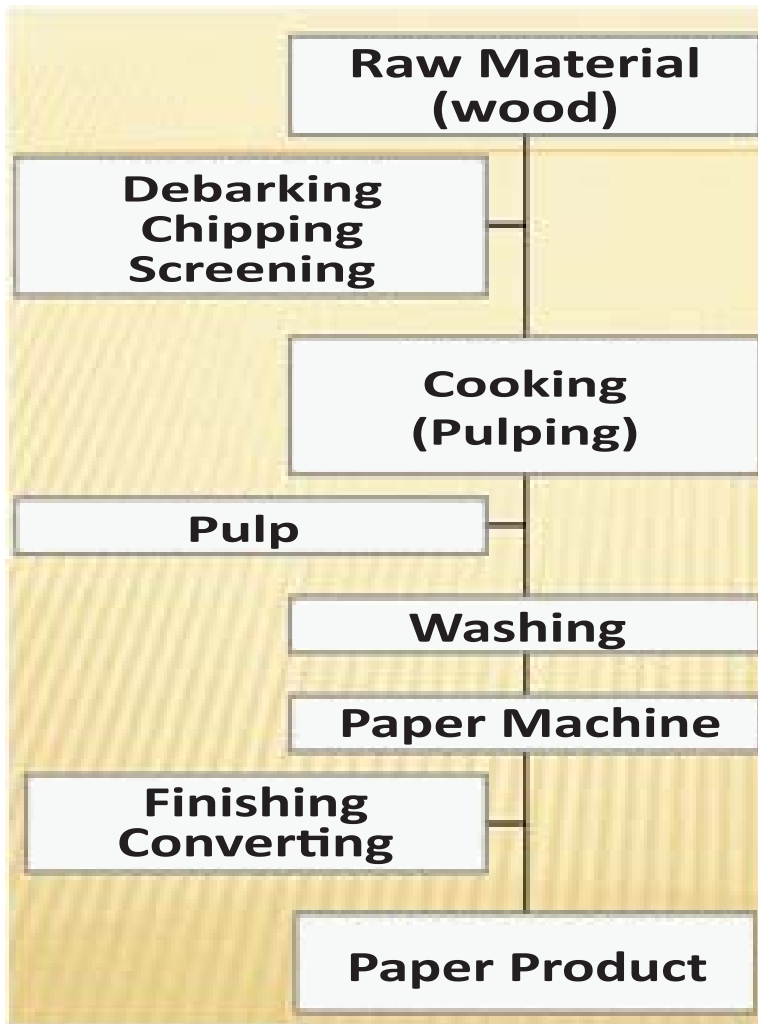 Raw Material
(wood)
Debarking
Chipping
Screening
Cooking
(Pulping)
Pulp
Washing
Paper Machine
Finishing
Converting
Paper Product